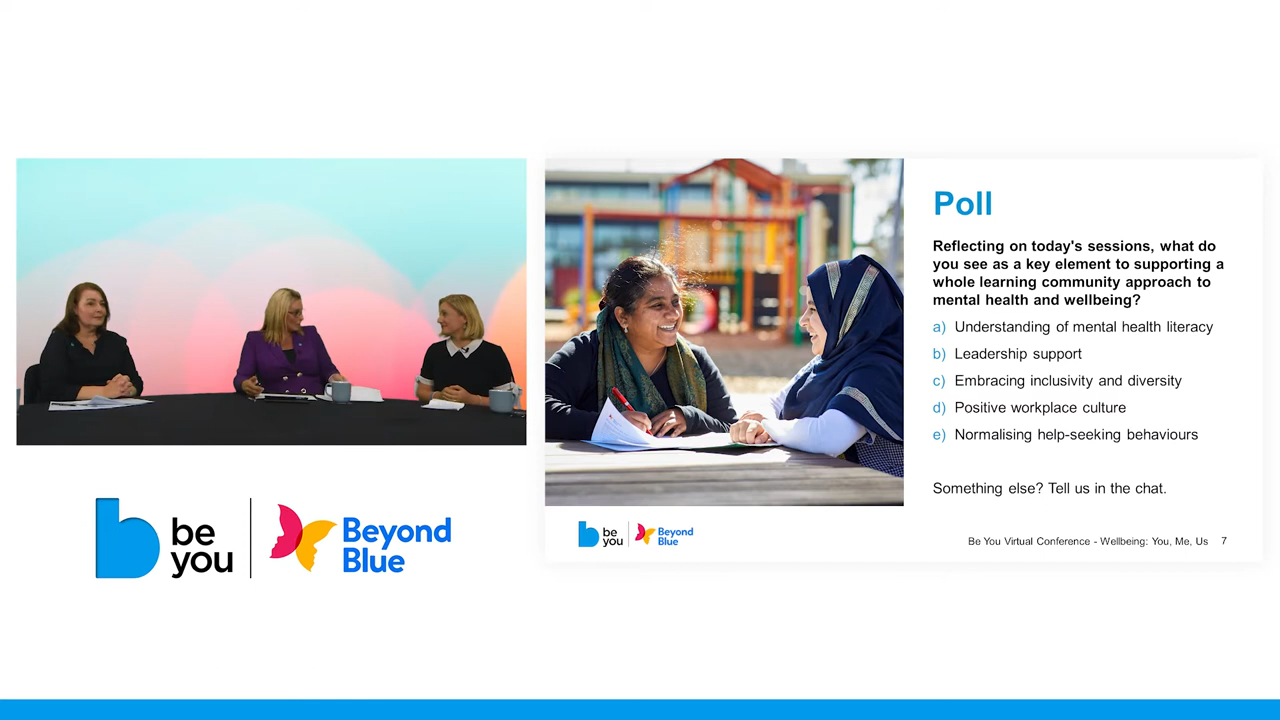 be
you
Beyond
Blue
Poll
Reflecting on today's sessions, what do
you see as a key element to supporting a
whole learning community approach to
mental health and wellbeing?
a) Understanding of mental health literacy
b) Leadership support
c) Embracing inclusivity and diversity
d) Positive workplace culture
e) Normalising help-seeking behaviours
Something else? Tell us in the chat.
be
you
Beyond
Blue
Be You Virtual Conference - Wellbeing: You, Me, Us 7